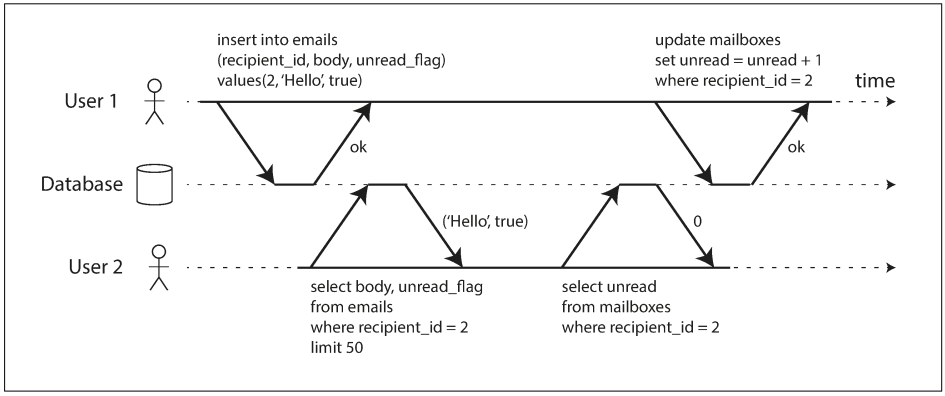 insert into emails
(recipient_id, body, unread_flag)
values(2, ‘Hello’, true)
update mailboxes
set unread = unread + 1
where recipient_id = 2
time
User 1
ok
ok
Database
(‘Hello’, true)
0
User 2
select body, unread_flag
from emails
where recipient_id = 2
limit 50
select unread
from mailboxes
where recipient_id = 2